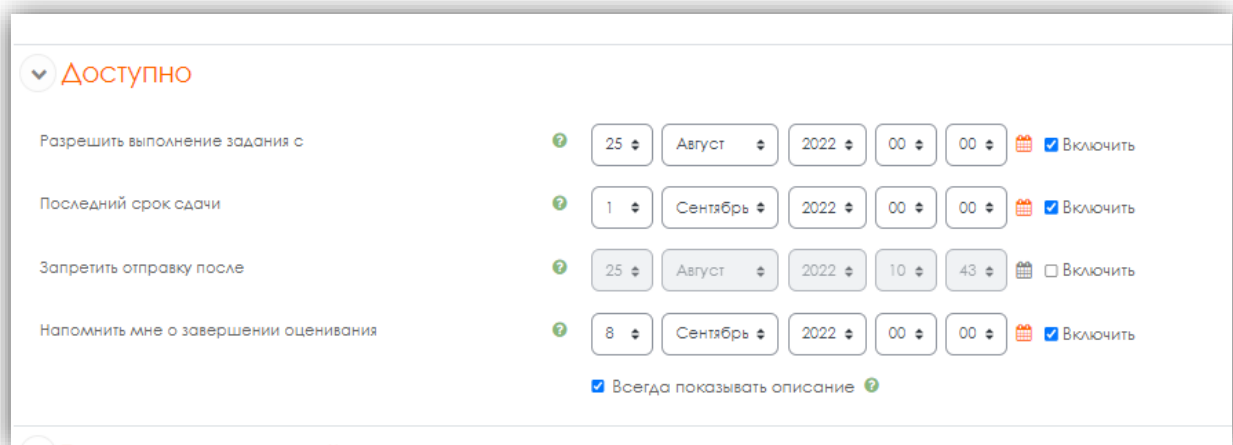 Доступно
Разрешить выполнение задания с ? 25 Август 2022 00 00 Включить
Последний срок сдачи ? 1 Сентябрь 2022 00 00 Включить
Запретить отправку после ? 25 Август 2022 10 43 Включить
Напомнить мне о завершении оценивания ? 8 Сентябрь 2022 00 00 Включить
Всегда показывать описание ?